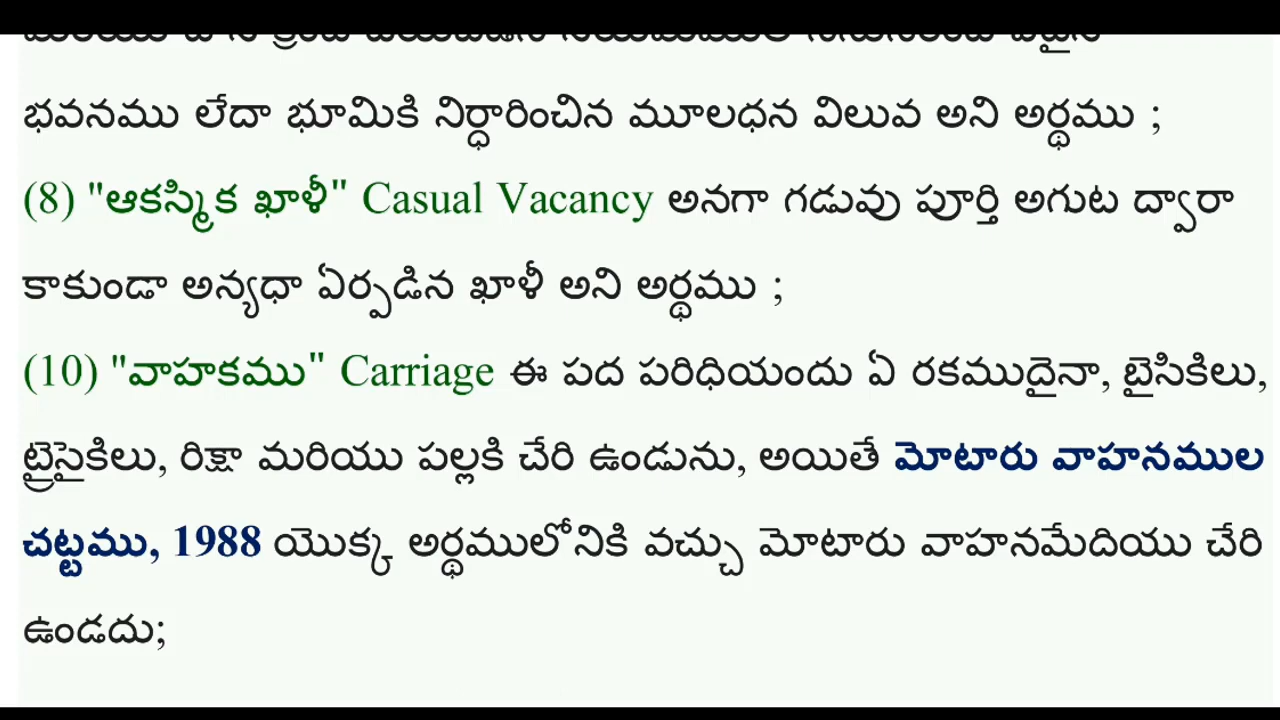 భవనము లేదా భూమికి నిర్ధారించిన మూలధన విలువ అని అర్థము ;
(8) "ఆకస్మిక ఖాళీ" Casual Vacancy అనగా గడువు పూర్తి అగుట ద్వారా
కాకుండా అన్యధా ఏర్పడిన ఖాళీ అని అర్థము ;
(10) "వాహకము" Carriage ఈ పద పరిధియందు ఏ రకముదైనా, బైసికిలు,
ట్రైసైకిలు, రిక్షా మరియు పల్లకి చేరి ఉండును, అయితే మోటారు వాహనముల
చట్టము, 1988 యొక్క అర్థములోనికి వచ్చు మోటారు వాహనమేదియు చేరి
ఉండదు;